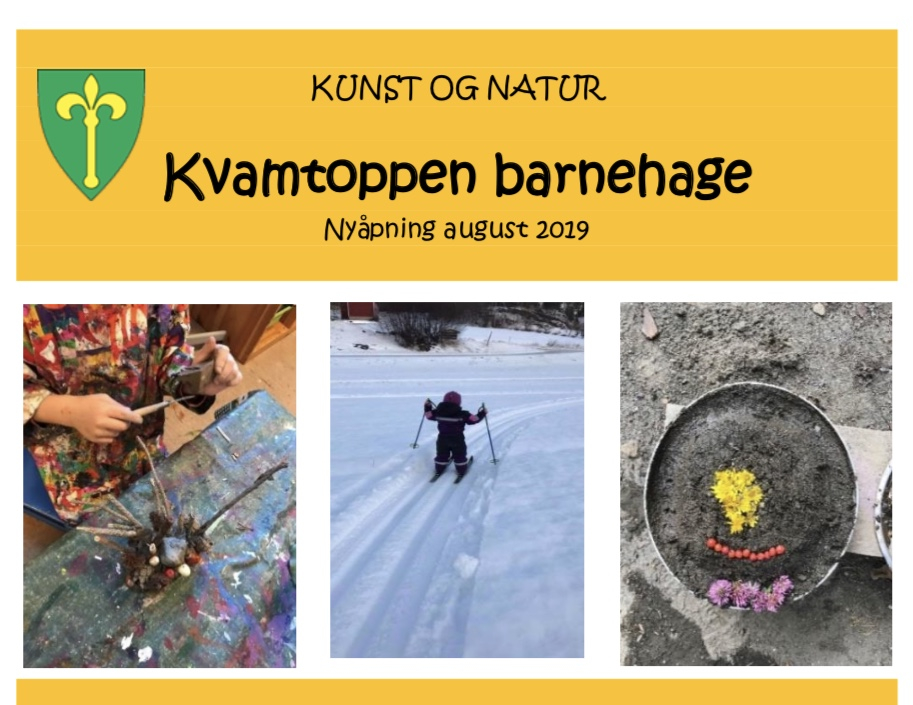 KUNST OG NATUR
Kvamtoppen barnehage
Nyåpning august 2019